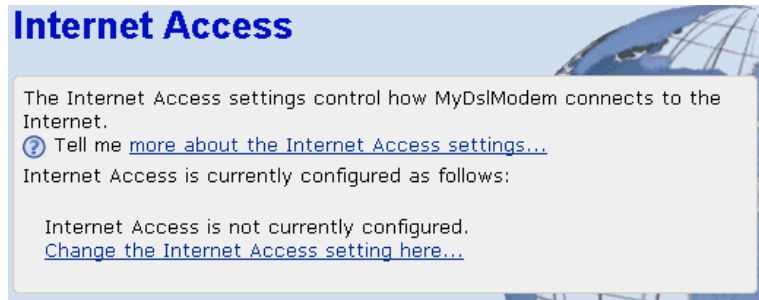 Internet Access
The Internet Access settings control how MyDslModem connects to the
Internet.
? Tell me more about the Internet Access settings...
Internet Access is currently configured as follows:
Internet Access is not currently configured.
Change the Internet Access setting here...